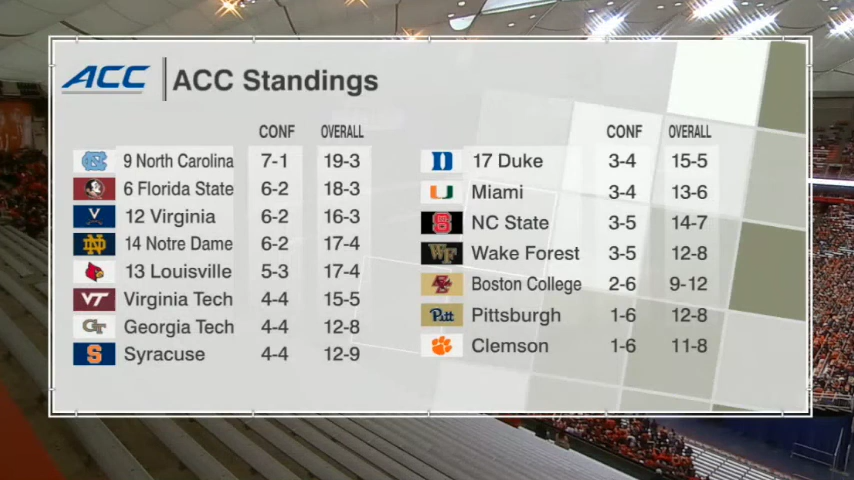 ACC ACC Standings
CONF OVERALL
9 North Carolina 7-1 19-3
6 Florida State 6-2 18-3
12 Virginia 6-2 16-3
14 Notre Dame 6-2 17-4
13 Louisville 5-3 17-4
VT Virginia Tech 4-4 15-5
GT Georgia Tech 4-4 12-8
S Syracuse 4-4 12-9
CONF OVERALL
D 17 Duke 3-4 15-5
U Miami 3-4 13-6
NC State 3-5 14-7
WF Wake Forest 3-5 12-8
BC Boston College 2-6 9-12
Pitt Pittsburgh 1-6 12-8
Clemson 1-6 11-8